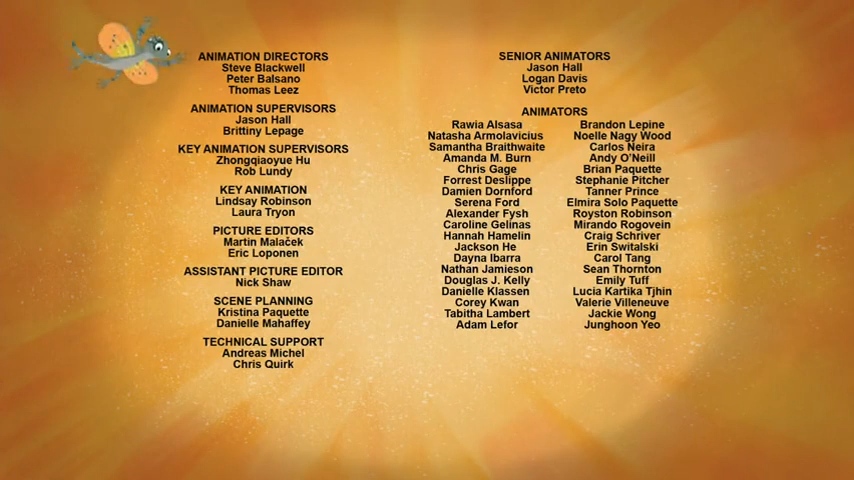 ANIMATION DIRECTORS
Steve Blackwell
Peter Balsano
Thomas Leez
ANIMATION SUPERVISORS
Jason Hall
Brittiny Lepage
KEY ANIMATION SUPERVISORS
Zhongqiaoyue Hu
Rob Lundy
KEY ANIMATION
Lindsay Robinson
Laura Tryon
PICTURE EDITORS
Martin Malaček
Eric Loponen
ASSISTANT PICTURE EDITOR
Nick Shaw
SCENE PLANNING
Kristina Paquette
Danielle Mahaffey
TECHNICAL SUPPORT
Andreas Michel
Chris Quirk
SENIOR ANIMATORS
Jason Hall
Logan Davis
Victor Preto
ANIMATORS
Rawia Alsasa
Natasha Armolavicius
Samantha Braithwaite
Amanda M. Burn
Chris Gage
Forrest Deslippe
Damien Dornford
Serena Ford
Alexander Fysh
Caroline Gelinas
Hannah Hamelin
Jackson He
Dayna Ibarra
Nathan Jamieson
Douglas J. Kelly
Danielle Klassen
Corey Kwan
Tabitha Lambert
Adam Lefor
Brandon Lepine
Noelle Nagy Wood
Carlos Neira
Andy O'Neill
Brian Paquette
Stephanie Pitcher
Tanner Prince
Elmira Solo Paquette
Royston Robinson
Mirando Rogovein
Craig Schriver
Erin Switalski
Carol Tang
Sean Thornton
Emily Tuff
Lucia Kartika Tjhin
Valerie Villeneuve
Jackie Wong
Junghoon Yeo